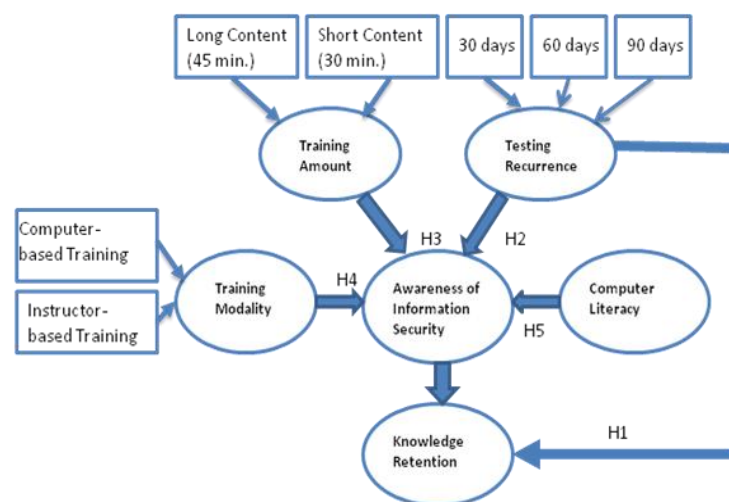 Long Content
(45 min.)
Short Content
(30 min.)
30 days
60 days
90 days
Training
Amount
Testing
Recurrence
H3
H2
Computer-
based Training
Instructor-
based Training
Training
Modality
H4
Awareness of
Information
Security
Computer
Literacy
H5
Knowledge
Retention
H1